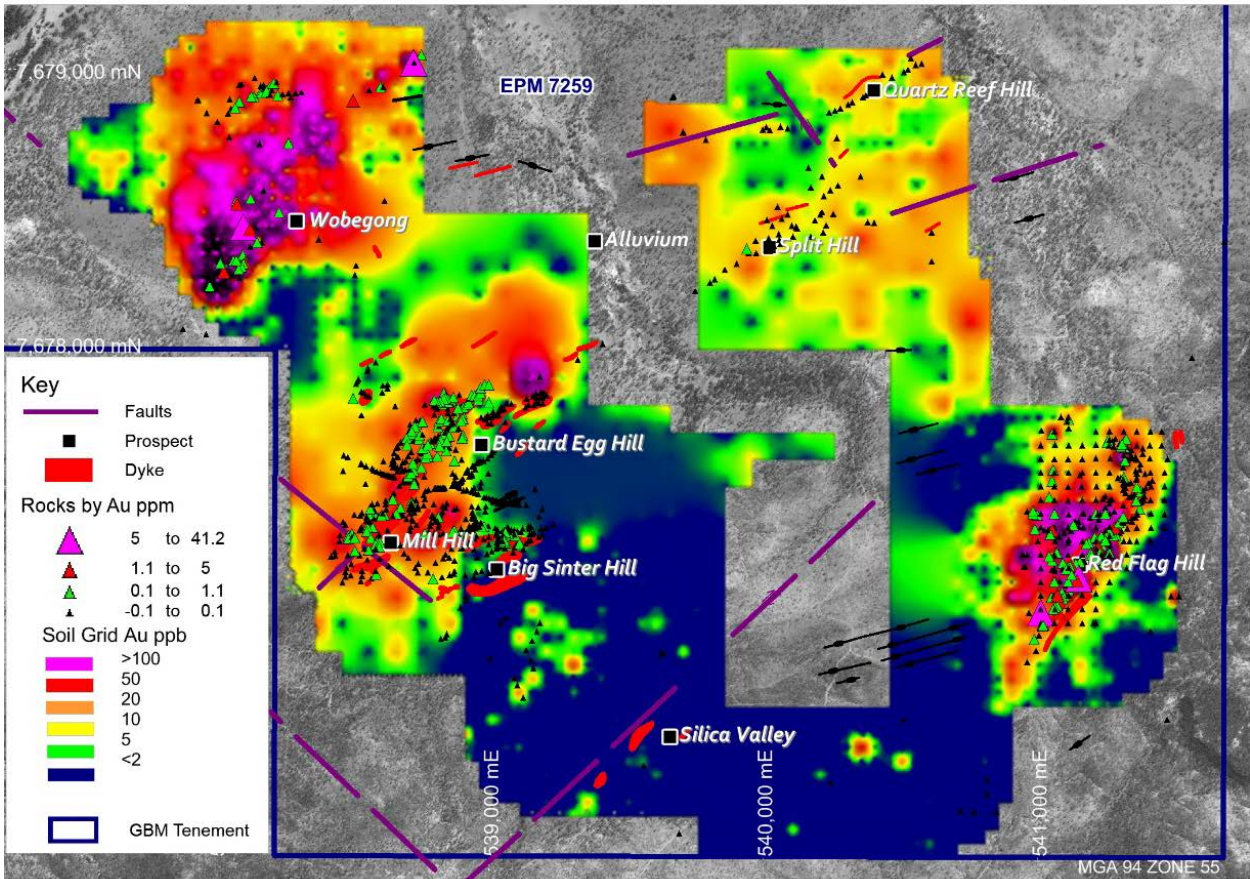 7,679,000 mN
EPM 7259
Quartz Reef Hill
Wobegong
Alluvium
Split Hill
7,678,000 mN
Key
Faults
Prospect
Dyke
Rocks by Au ppm
5 to 41.2
1.1 to 5
0.1 to 1.1
-0.1 to 0.1
Soil Grid Au ppb
>100
50
20
10
5
<2
GBM Tenement
Bustard Egg Hill
Mill Hill
Big Sinter Hill
Red Flag Hill
Silica Valley
539,000 mE
540,000 mE
541,000 mE
MGA 94 ZONE 55